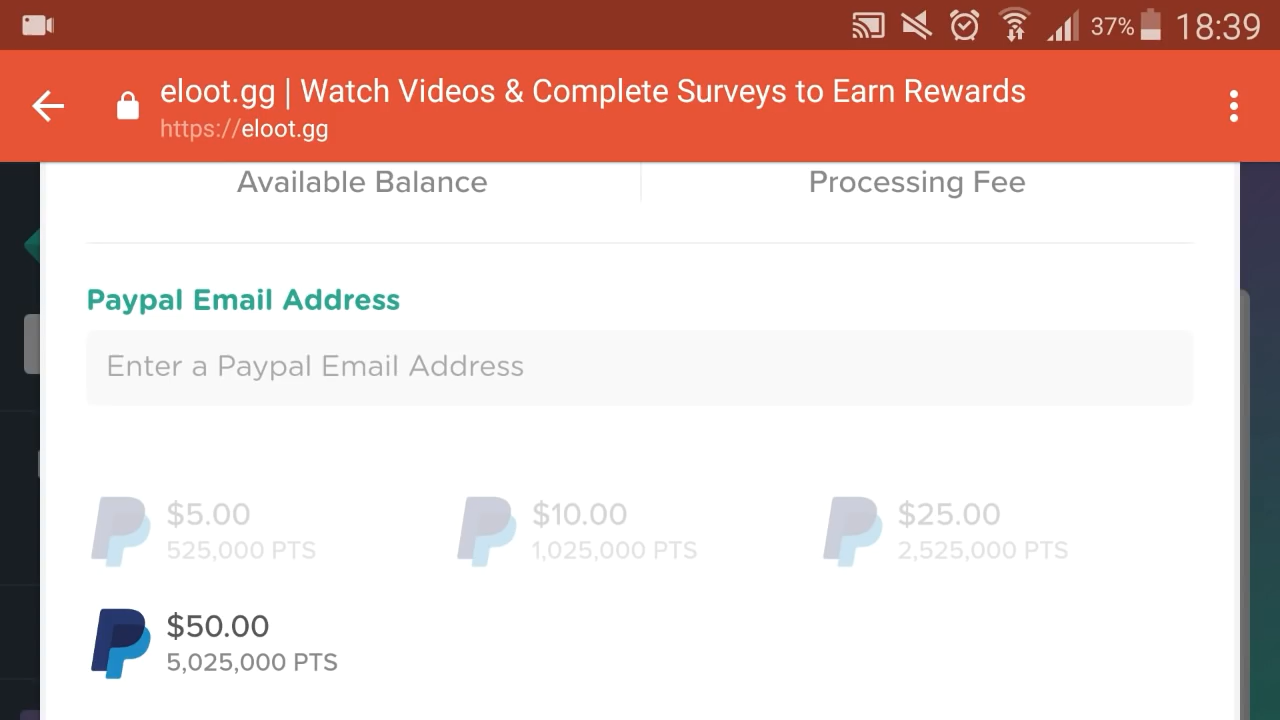 37% 18:39
eloot.gg | Watch Videos & Complete Surveys to Earn Rewards
https://eloot.gg
Available Balance Processing Fee
Paypal Email Address
Enter a Paypal Email Address
$5.00 $10.00 $25.00
525,000 PTS 1,025,000 PTS 2,525,000 PTS
$50.00
5,025,000 PTS